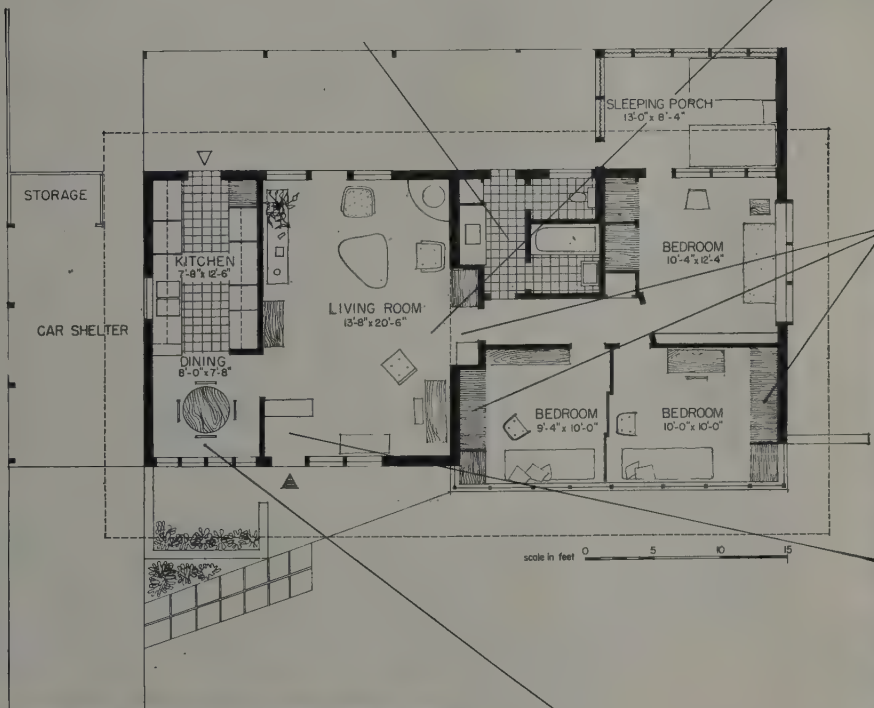 SLEEPING PORCH
13'-0" x 8'-4"
STORAGE
KITCHEN
7'-8" x 12'-6"
BEDROOM
10'-4" x 12'-4"
LIVING ROOM
13'-8" x 20'-6"
CAR SHELTER
DINING
8'-0" x 7'-8"
BEDROOM
9'-4" x 10'-0"
BEDROOM
10'-0" x 10'-0"
scale in feet 0 5 10 15